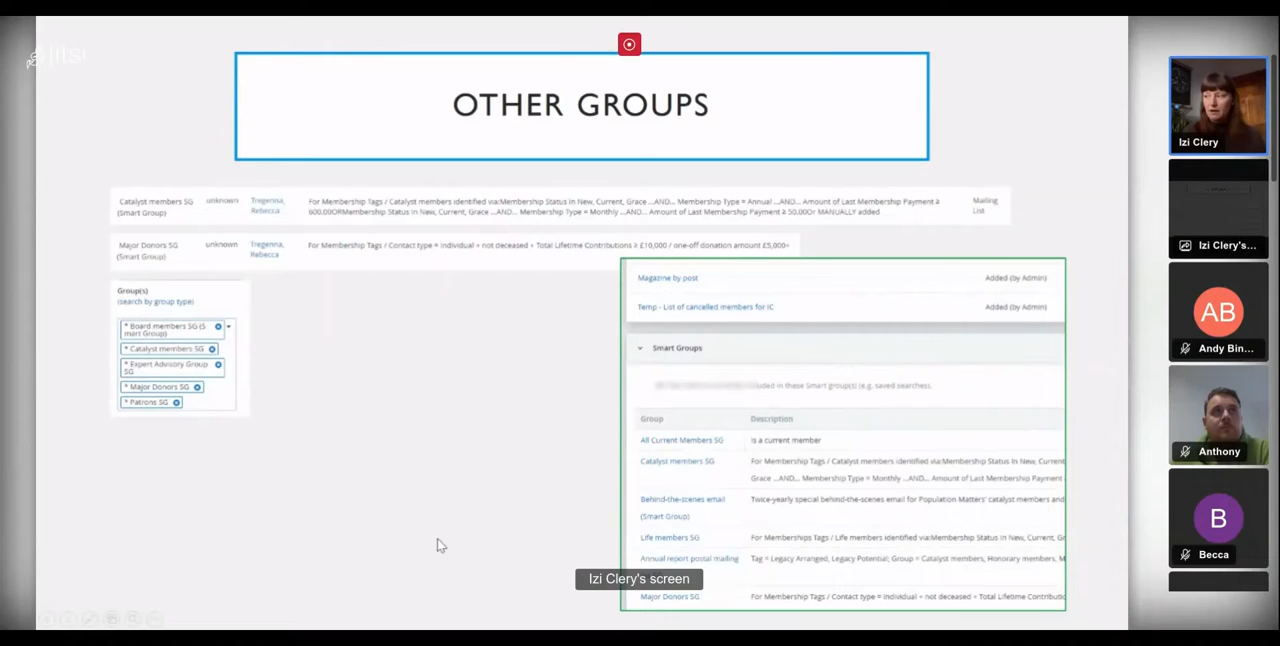 Jitsi
OTHER GROUPS
Catalyst members SG
(Smart Group)
unknown
Tregenna,
Rebecca
For Membership Tags / Catalyst members identified via:Membership Status In New, Current, Grace ...AND... Membership Type = Annual ...AND... Amount of Last Membership Payment ≥
600.00ORMembership Status In New, Current, Grace ...AND... Membership Type = Monthly ...AND... Amount of Last Membership Payment ≥ 50.00or MANUALLY added
Mailing
List
Major Donors SG
(Smart Group)
unknown
Tregenna,
Rebecca
For Membership Tags / Contact type = Individual + not deceased + Total Lifetime Contributions ≥ £10,000 / one-off donation amount £5,000+
Group(s)
(search by group type)
* Board members SG (S
mart Group)
* Catalyst members SG
* Expert Advisory Group
SG
* Major Donors SG
* Patrons SG
Magazine by post
Added (by Admin)
Temp - List of cancelled members for IC
Added (by Admin)
Smart Groups
uded in these Smart group(s) (e.g. saved searches).
Group
Description
All Current Members SG
Is a current member
Catalyst members SG
For Membership Tags / Catalyst members identified via:Membership Status In New, Current
Grace ...AND... Membership Type = Monthly ...AND... Amount of Last Membership Payment
Behind-the-scenes email
(Smart Group)
Twice-yearly special behind-the-scenes email for Population Matters' catalyst members and
Life members SG
For Memberships Tags / Life members identified via:Membership Status In New, Current, Gr
Annual report postal mailing
Tag = Legacy Arranged, Legacy Potential; Group = Catalyst members, Honorary members, M
Major Donors SG
For Membership Tags / Contact type = Individual + not deceased + Total Lifetime Contributio
Izi Clery's screen
Izi Clery
Izi Clery's...
AB
Andy Bin...
Anthony
B
Becca